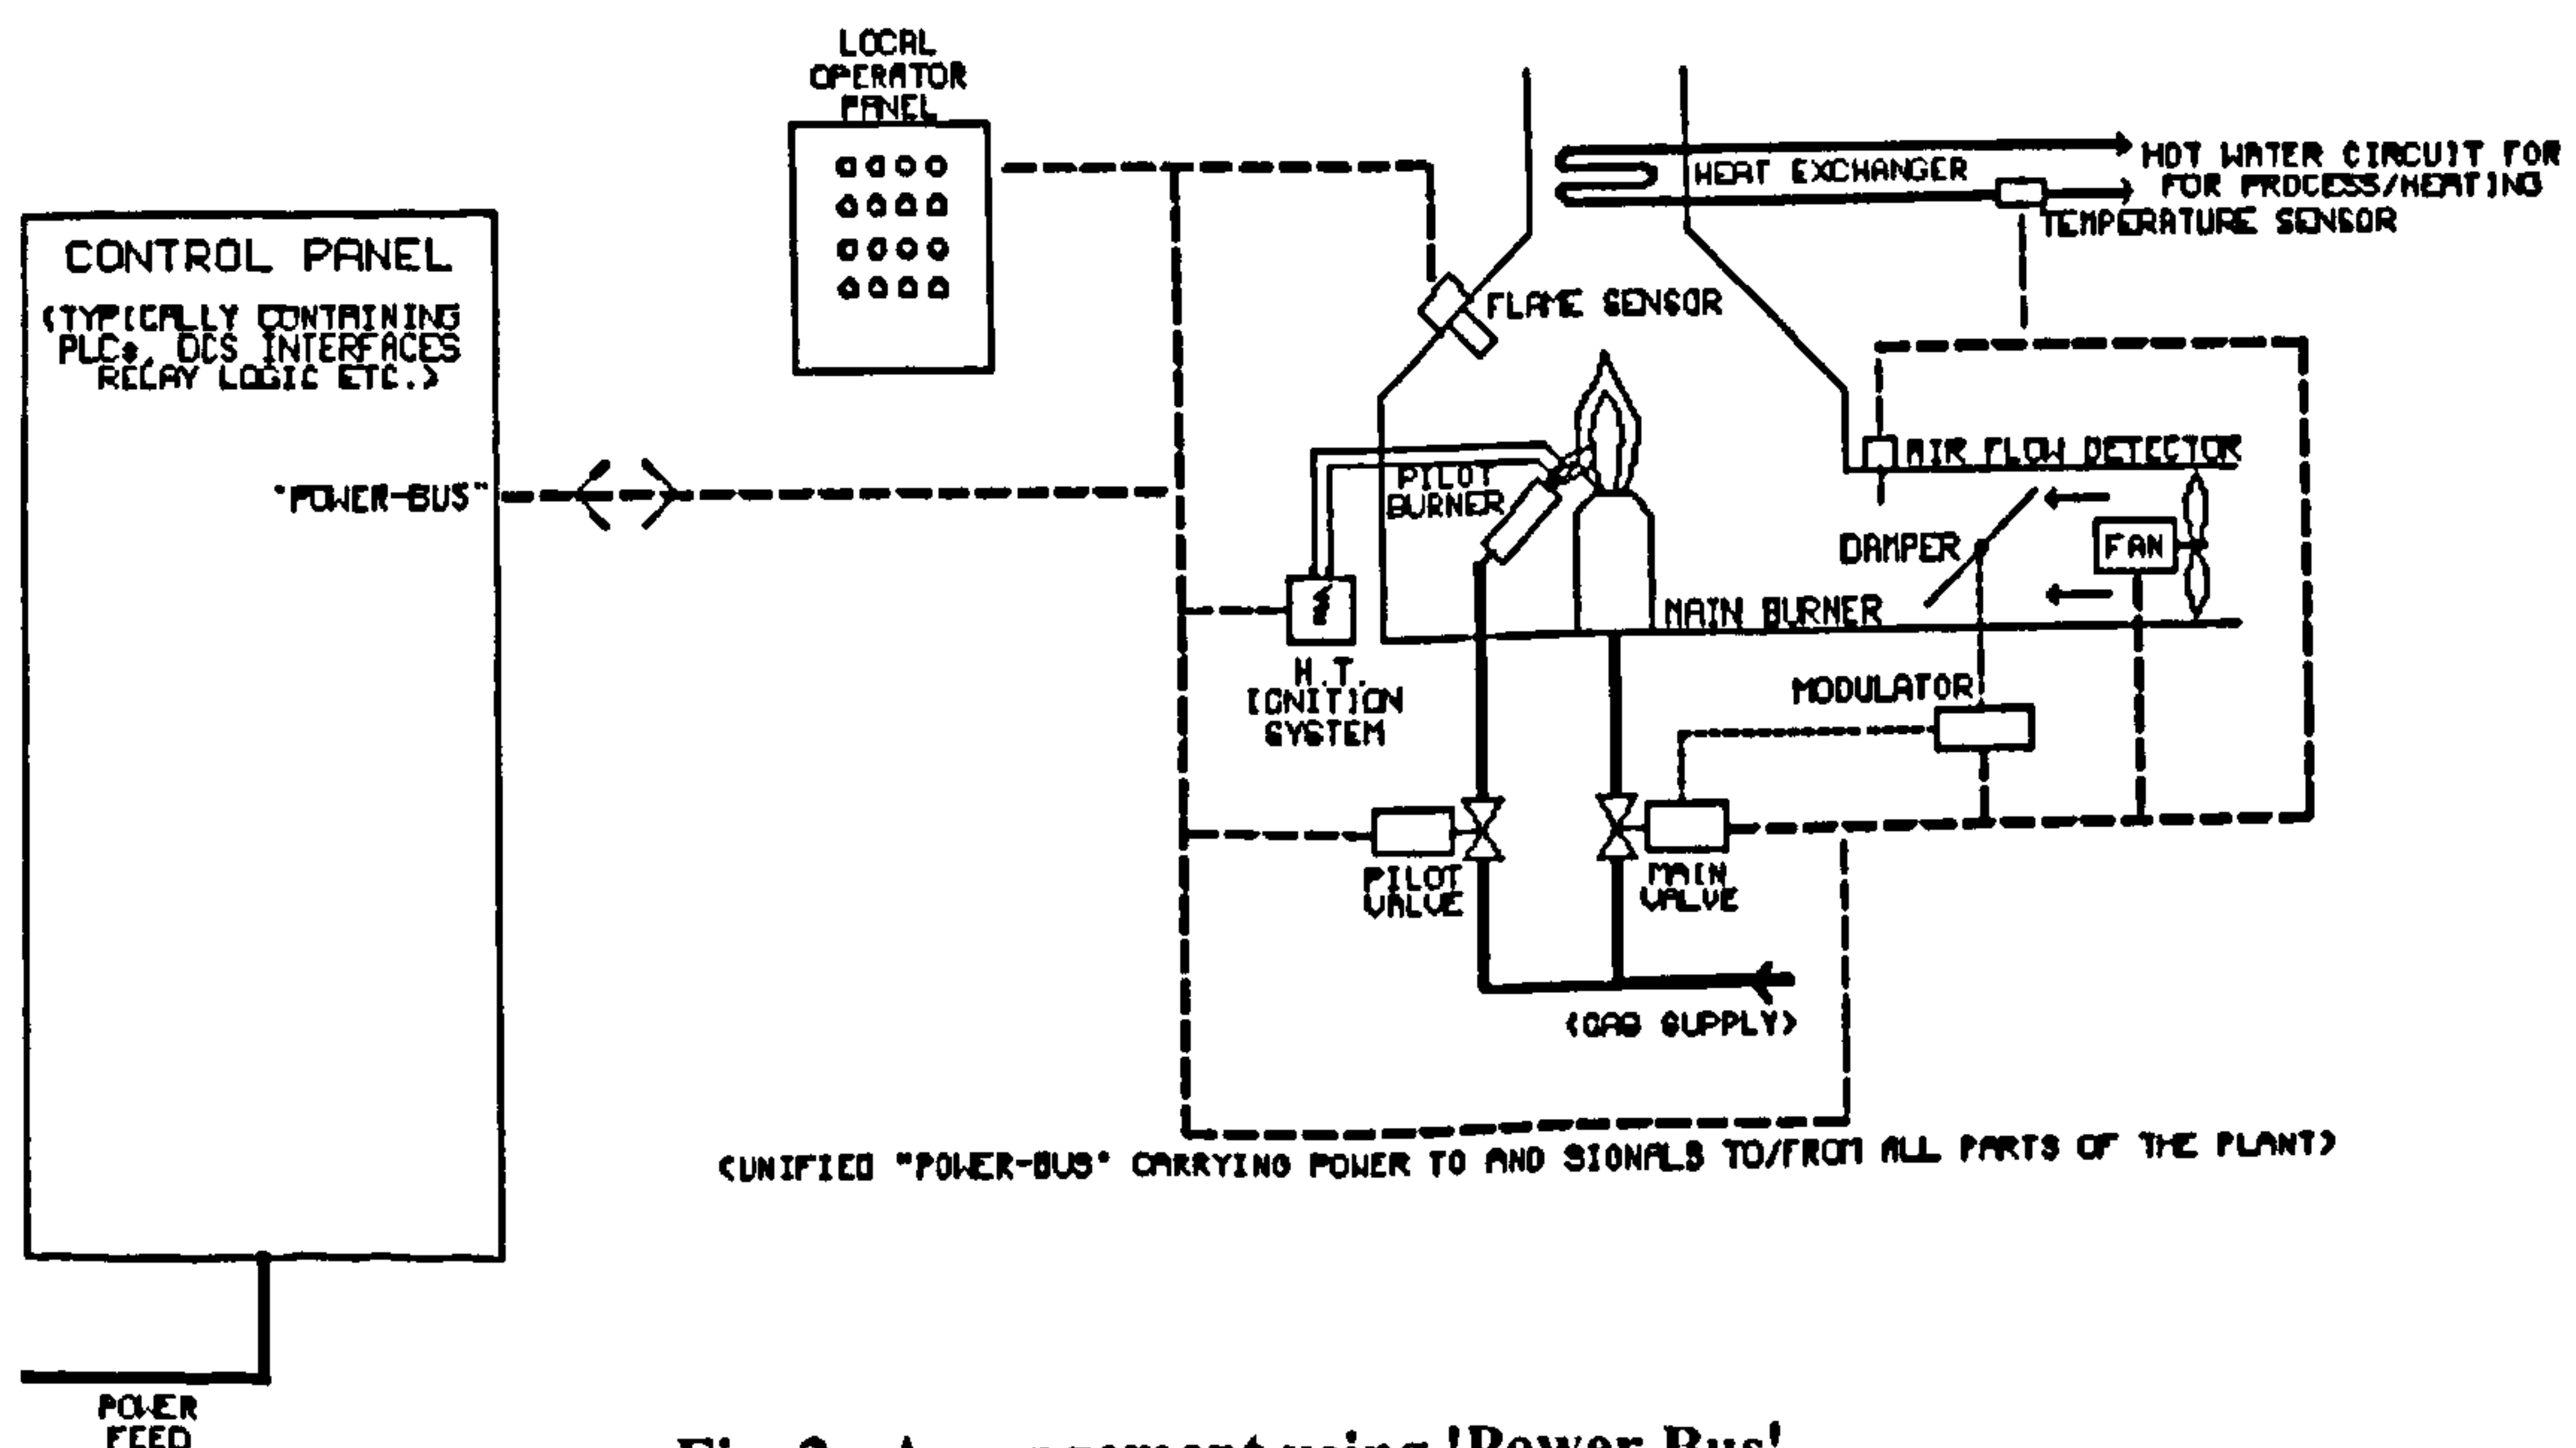 LOCAL
OPERATOR
PANEL
CONTROL PANEL
(TYPICALLY CONTAINING
PLCs, DCS INTERFACES
RELAY LOGIC ETC.)
"POWER-BUS"
HEAT EXCHANGER
HOT WATER CIRCUIT FOR
FOR PROCESS/HEATING
TEMPERATURE SENSOR
FLAME SENSOR
PILOT
BURNER
AIR FLOW DETECTOR
DAMPER
FAN
MAIN BURNER
H.T.
IGNITION
SYSTEM
MODULATOR
PILOT
VALVE
MAIN
VALVE
(GAS SUPPLY)
(UNIFIED "POWER-BUS" CARRYING POWER TO AND SIGNALS TO/FROM ALL PARTS OF THE PLANT)
POWER
FEED
using 'Power Bus'